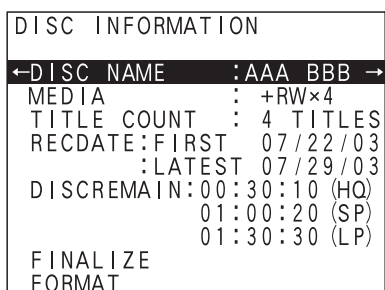 DISC INFORMATION
←DISC NAME :AAA BBB →
MEDIA : +RW×4
TITLE COUNT : 4 TITLES
RECDATE:FIRST 07/22/03
:LATEST 07/29/03
DISCREMAIN:00:30:10 (HQ)
01:00:20 (SP)
01:30:30 (LP)
FINALIZE
FORMAT